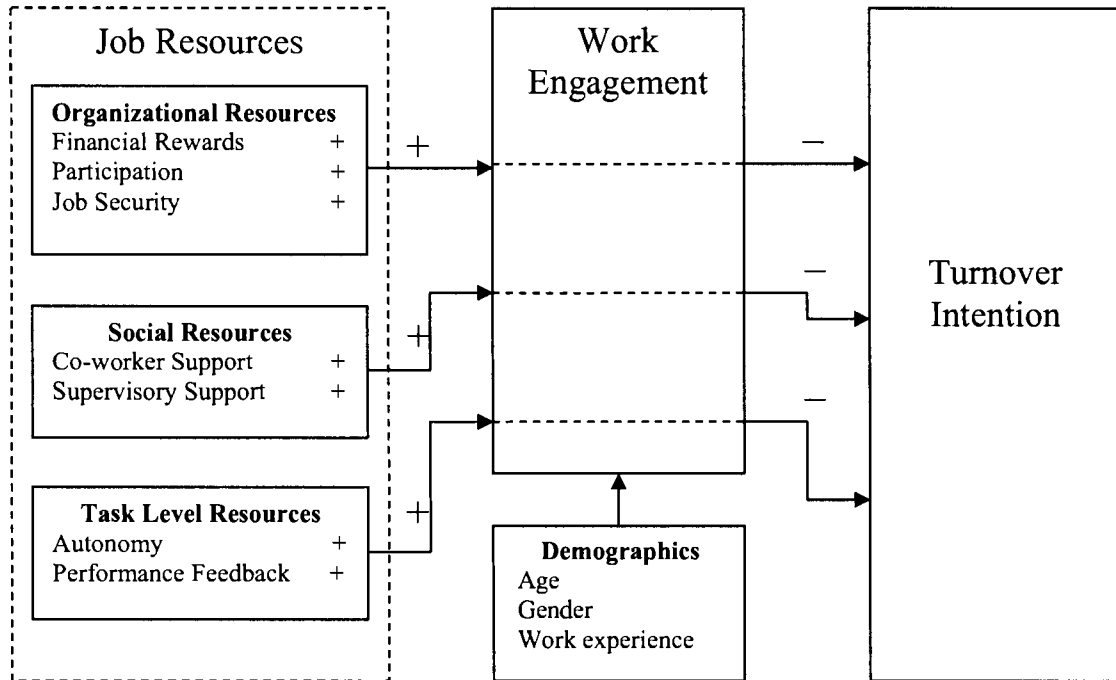 Job Resources
Organizational Resources
Financial Rewards +
Participation +
Job Security +
+
Social Resources
Co-worker Support +
Supervisory Support +
+
Task Level Resources
Autonomy +
Performance Feedback +
+
Work
Engagement
Demographics
Age
Gender
Work experience
−
−
−
Turnover
Intention